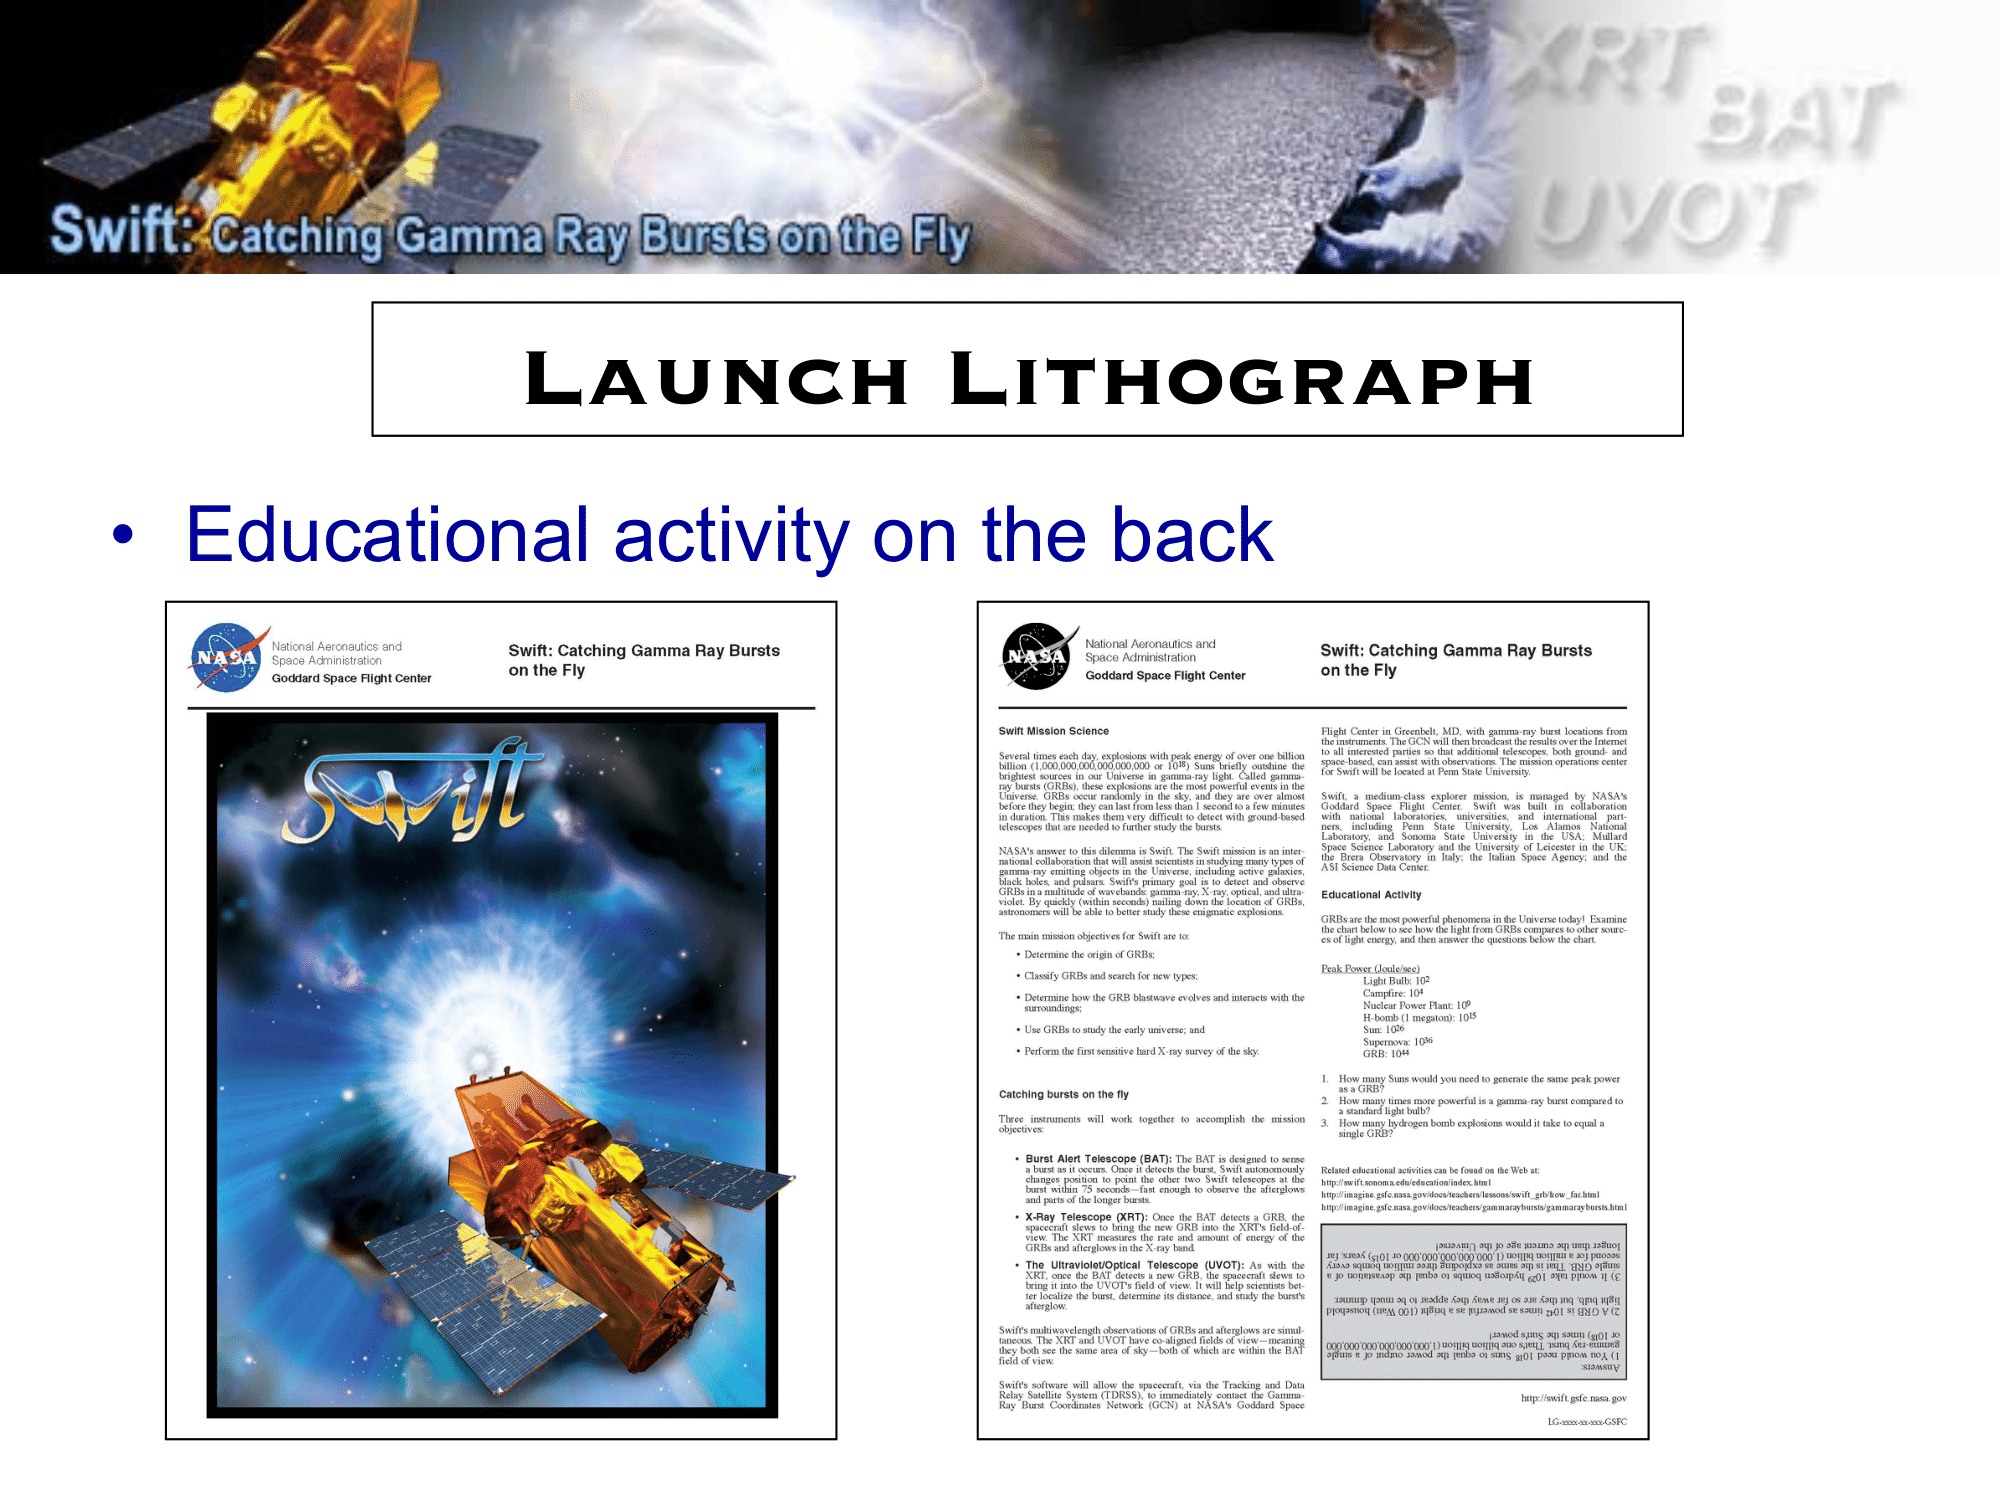 XRT
BAT
UVOT
Swift: Catching Gamma Ray Bursts on the Fly
LAUNCH LITHOGRAPH
• Educational activity on the back
NASA
National Aeronautics and
Space Administration
Goddard Space Flight Center
Swift: Catching Gamma Ray Bursts
on the Fly
Swift
NASA
National Aeronautics and
Space Administration
Goddard Space Flight Center
Swift: Catching Gamma Ray Bursts
on the Fly
Swift Mission Science
Several times each day, explosions with peak energy of over one billion
billion (1,000,000,000,000,000,000 or 10¹⁸) Suns briefly outshine the
brightest sources in our Universe in gamma-ray light. Called gamma-
ray bursts (GRBs), these explosions are the most powerful events in the
Universe. GRBs occur randomly in the sky, and they are over almost
before they begin; they can last from less than 1 second to a few minutes
in duration. This makes them very difficult to detect with ground-based
telescopes that are needed to further study the bursts.
NASA's answer to this dilemma is Swift. The Swift mission is an inter-
national collaboration that will assist scientists in studying many types of
gamma-ray emitting objects in the Universe, including active galaxies,
black holes, and pulsars. Swift's primary goal is to detect and observe
GRBs in a multitude of wavebands: gamma-ray, X-ray, optical, and ultra-
violet. By quickly (within seconds) nailing down the location of GRBs,
astronomers will be able to better study these enigmatic explosions.
The main mission objectives for Swift are to:
• Determine the origin of GRBs;
• Classify GRBs and search for new types;
• Determine how the GRB blastwave evolves and interacts with the
surroundings;
• Use GRBs to study the early universe; and
• Perform the first sensitive hard X-ray survey of the sky.
Catching bursts on the fly
Three instruments will work together to accomplish the mission
objectives:
• Burst Alert Telescope (BAT): The BAT is designed to sense
a burst as it occurs. Once it detects the burst, Swift autonomously
changes position to point the other two Swift telescopes at the
burst within 75 seconds—fast enough to observe the afterglows
and parts of the longer bursts.
• X-Ray Telescope (XRT): Once the BAT detects a GRB, the
spacecraft slews to bring the new GRB into the XRT's field-of-
view. The XRT measures the rate and amount of energy of the
GRBs and afterglows in the X-ray band.
• The Ultraviolet/Optical Telescope (UVOT): As with the
XRT, once the BAT detects a new GRB, the spacecraft slews to
bring it into the UVOT's field of view. It will help scientists bet-
ter localize the burst, determine its distance, and study the burst's
afterglow.
Swift's multiwavelength observations of GRBs and afterglows are simul-
taneous. The XRT and UVOT have co-aligned fields of view—meaning
they both see the same area of sky—both of which are within the BAT
field of view.
Swift's software will allow the spacecraft, via the Tracking and Data
Relay Satellite System (TDRSS), to immediately contact the Gamma-
Ray Burst Coordinates Network (GCN) at NASA's Goddard Space
Flight Center in Greenbelt, MD, with gamma-ray burst locations from
the instruments. The GCN will then broadcast the results over the Internet
to all interested parties so that additional telescopes, both ground- and
space-based, can assist with observations. The mission operations center
for Swift will be located at Penn State University.
Swift, a medium-class explorer mission, is managed by NASA's
Goddard Space Flight Center. Swift was built in collaboration
with national laboratories, universities, and international part-
ners, including Penn State University, Los Alamos National
Laboratory, and Sonoma State University in the USA; Mullard
Space Science Laboratory and the University of Leicester in the UK;
the Brera Observatory in Italy; the Italian Space Agency; and the
ASI Science Data Center.
Educational Activity
GRBs are the most powerful phenomena in the Universe today! Examine
the chart below to see how the light from GRBs compares to other sourc-
es of light energy, and then answer the questions below the chart.
Peak Power (Joule/sec)
Light Bulb: 10²
Campfire: 10⁴
Nuclear Power Plant: 10⁹
H-bomb (1 megaton): 10¹⁵
Sun: 10²⁶
Supernova: 10³⁶
GRB: 10⁴⁴
1. How many Suns would you need to generate the same peak power
as a GRB?
2. How many times more powerful is a gamma-ray burst compared to
a standard light bulb?
3. How many hydrogen bomb explosions would it take to equal a
single GRB?
Related educational activities can be found on the Web at:
http://swift.sonoma.edu/education/index.html
http://imagine.gsfc.nasa.gov/docs/teachers/lessons/swift_grb/how_far.html
http://imagine.gsfc.nasa.gov/docs/teachers/gammaraybursts/gammaraybursts.html
Answers:
1) You would need 10¹⁸ Suns to equal the power output of a single
gamma-ray burst. That's one billion billion (1,000,000,000,000,000,000
or 10¹⁸) times the Sun's power!
2) A GRB is 10⁴² times as powerful as a bright (100 Watt) household
light bulb, but they are so far away they appear to be much dimmer.
3) It would take 10²⁹ hydrogen bombs to equal the devastation of a
single GRB. That is the same as exploding three million bombs every
second for a million billion (1,000,000,000,000,000 or 10¹⁵) years, far
longer than the current age of the Universe!
http://swift.gsfc.nasa.gov
LG-xxxx-xx-xxx-GSFC